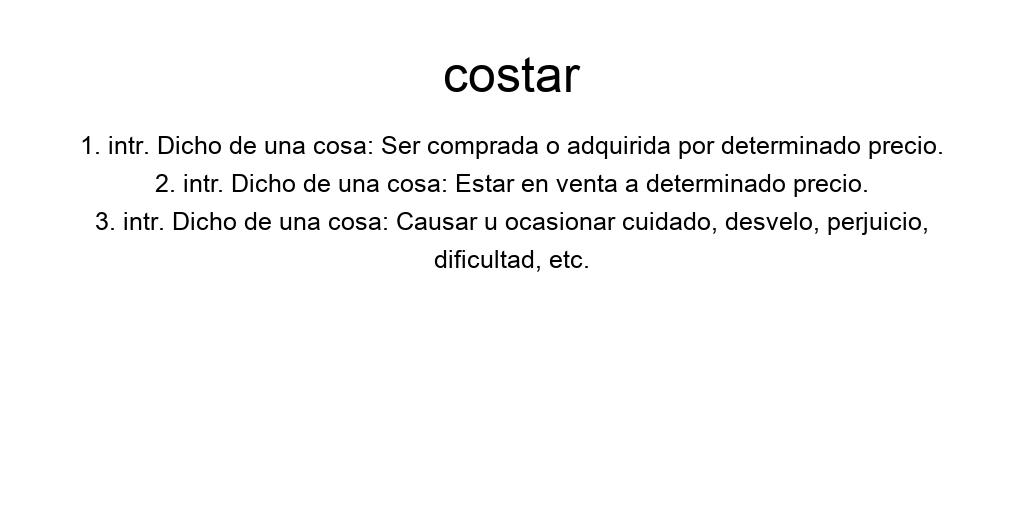 costar
1. intr. Dicho de una cosa: Ser comprada o adquirida por determinado precio.
2. intr. Dicho de una cosa: Estar en venta a determinado precio.
3. intr. Dicho de una cosa: Causar u ocasionar cuidado, desvelo, perjuicio,
dificultad, etc.